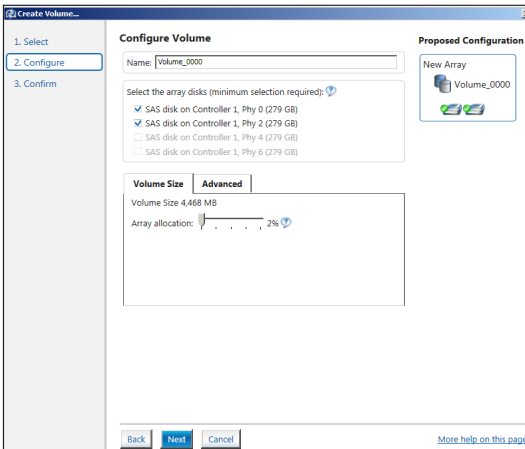 Create Volume...
1. Select
2. Configure
3. Confirm
Configure Volume
Name: Volume_0000
Select the array disks (minimum selection required):
SAS disk on Controller 1, Phy 0 (279 GB)
SAS disk on Controller 1, Phy 2 (279 GB)
SAS disk on Controller 1, Phy 4 (279 GB)
SAS disk on Controller 1, Phy 6 (279 GB)
Volume Size Advanced
Volume Size 4,468 MB
Array allocation: 2%
Proposed Configuration
New Array
Volume_0000
Back Next Cancel
More help on this page